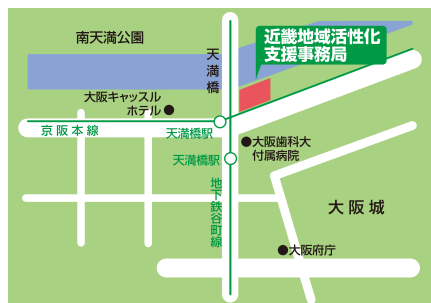 南天満公園
天満橋
近畿地域活性化
支援事務局
大阪キャッスル
ホテル
京阪本線
天満橋駅
大阪歯科大
付属病院
天満橋駅
地下鉄谷町線
大阪城
大阪府庁